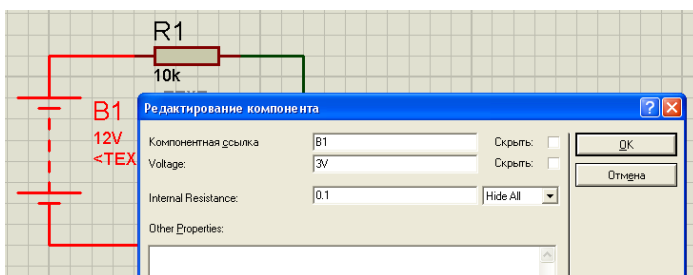 R1
10k
B1
12V
<TEX
Редактирование компонента
Компонентная ссылка B1 Скрыть:
Voltage: 3V Скрыть:
Internal Resistance: 0.1 Hide All
Other Properties:
OK
Отмена